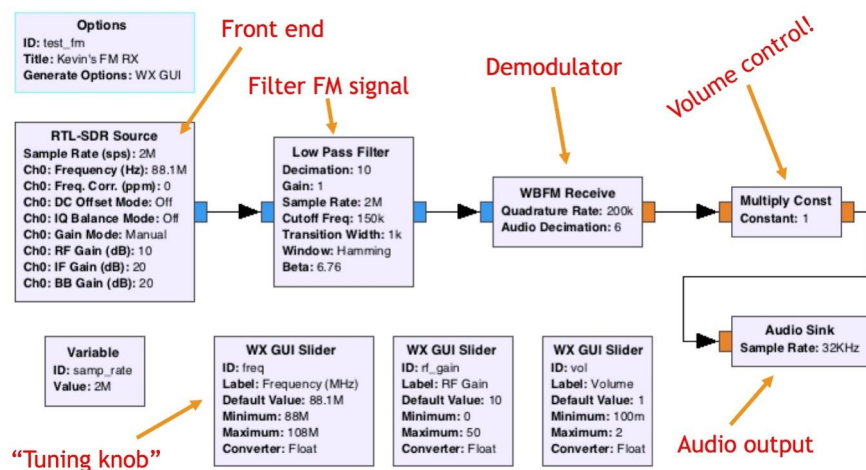 Options
ID: test_fm
Title: Kevin's FM RX
Generate Options: WX GUI
Front end
Filter FM signal
Demodulator
Volume control!
RTL-SDR Source
Sample Rate (sps): 2M
Ch0: Frequency (Hz): 88.1M
Ch0: Freq. Corr. (ppm): 0
Ch0: DC Offset Mode: Off
Ch0: IQ Balance Mode: Off
Ch0: Gain Mode: Manual
Ch0: RF Gain (dB): 10
Ch0: IF Gain (dB): 20
Ch0: BB Gain (dB): 20
Low Pass Filter
Decimation: 10
Gain: 1
Sample Rate: 2M
Cutoff Freq: 150k
Transition Width: 1k
Window: Hamming
Beta: 6.76
WBFM Receive
Quadrature Rate: 200k
Audio Decimation: 6
Multiply Const
Constant: 1
Audio Sink
Sample Rate: 32KHz
Variable
ID: samp_rate
Value: 2M
WX GUI Slider
ID: freq
Label: Frequency (MHz)
Default Value: 88.1M
Minimum: 88M
Maximum: 108M
Converter: Float
WX GUI Slider
ID: rf_gain
Label: RF Gain
Default Value: 10
Minimum: 0
Maximum: 50
Converter: Float
WX GUI Slider
ID: vol
Label: Volume
Default Value: 1
Minimum: 100m
Maximum: 2
Converter: Float
“Tuning knob”
Audio output